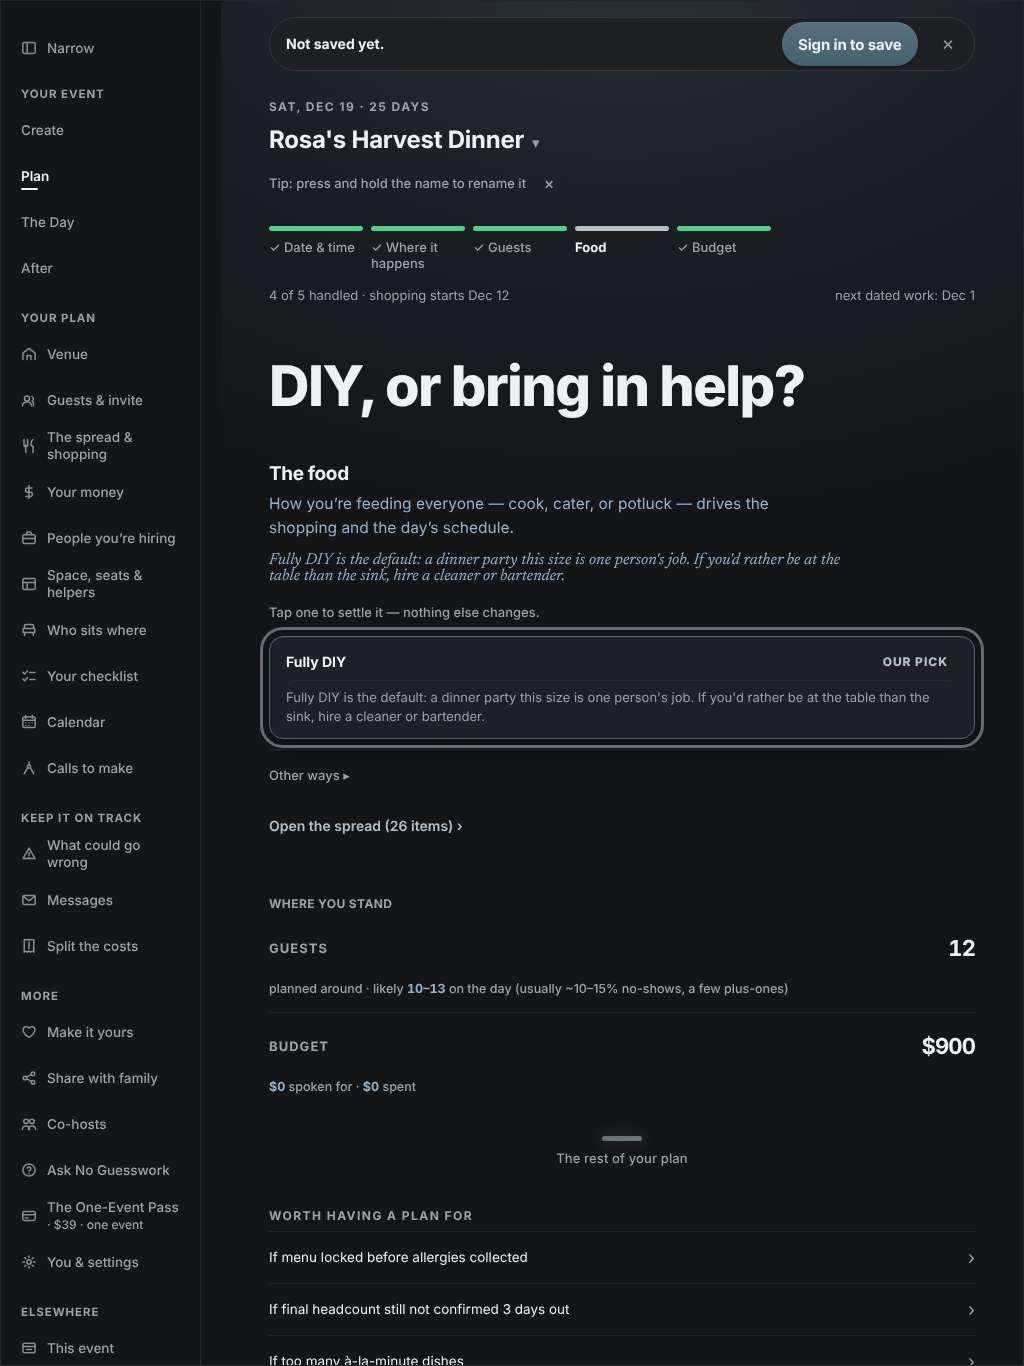 Narrow
YOUR EVENT
Create
Plan
The Day
After
YOUR PLAN
Venue
Guests & invite
The spread &
shopping
Your money
People you're hiring
Space, seats &
helpers
Who sits where
Your checklist
Calendar
Calls to make
KEEP IT ON TRACK
What could go
wrong
Messages
Split the costs
MORE
Make it yours
Share with family
Co-hosts
Ask No Guesswork
The One-Event Pass
· $39 · one event
You & settings
ELSEWHERE
This event
Not saved yet.
Sign in to save ×
SAT, DEC 19 · 25 DAYS
Rosa's Harvest Dinner ▾
Tip: press and hold the name to rename it ×
✓ Date & time
✓ Where it
happens
✓ Guests
Food
✓ Budget
4 of 5 handled · shopping starts Dec 12
next dated work: Dec 1
DIY, or bring in help?
The food
How you're feeding everyone — cook, cater, or potluck — drives the
shopping and the day's schedule.
Fully DIY is the default: a dinner party this size is one person's job. If you'd rather be at the
table than the sink, hire a cleaner or bartender.
Tap one to settle it — nothing else changes.
Fully DIY
OUR PICK
Fully DIY is the default: a dinner party this size is one person's job. If you'd rather be at the table than the
sink, hire a cleaner or bartender.
Other ways ▸
Open the spread (26 items) ›
WHERE YOU STAND
GUESTS
12
planned around · likely 10–13 on the day (usually ~10–15% no-shows, a few plus-ones)
BUDGET
$900
$0 spoken for · $0 spent
The rest of your plan
WORTH HAVING A PLAN FOR
If menu locked before allergies collected ›
If final headcount still not confirmed 3 days out ›
If too many à-la-minute dishes ›